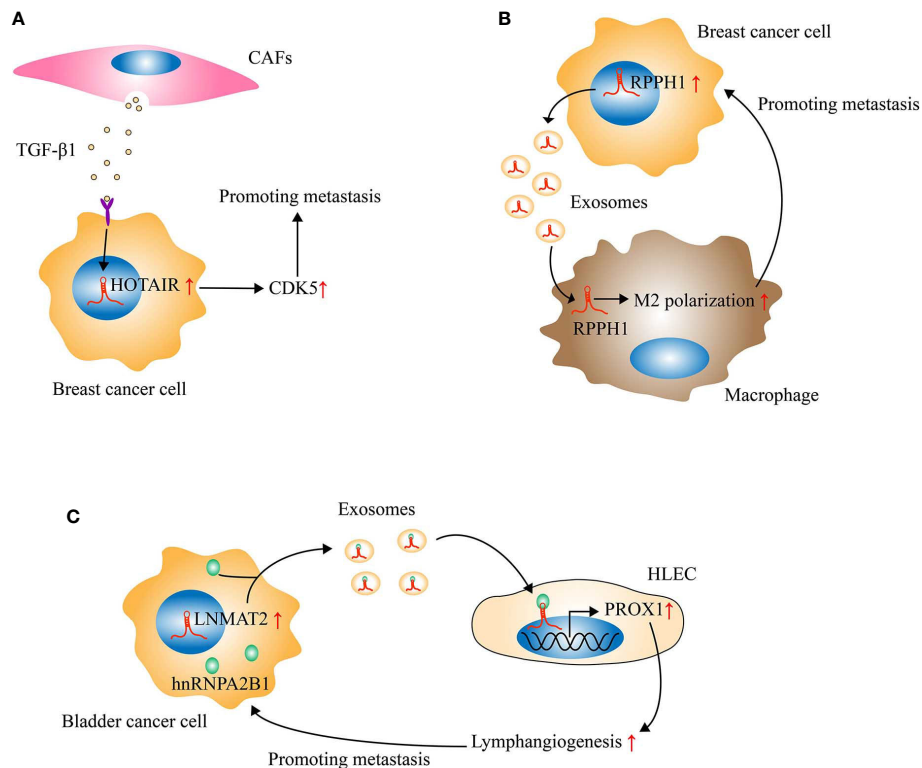 A
CAFs
TGF-β1
Promoting metastasis
HOTAIR
CDK5
Breast cancer cell
B
Breast cancer cell
RPPH1
Promoting metastasis
Exosomes
M2 polarization
RPPH1
Macrophage
C
Exosomes
HLEC
LNMAT2
PROX1
hnRNPA2B1
Bladder cancer cell
Lymphangiogenesis
Promoting metastasis